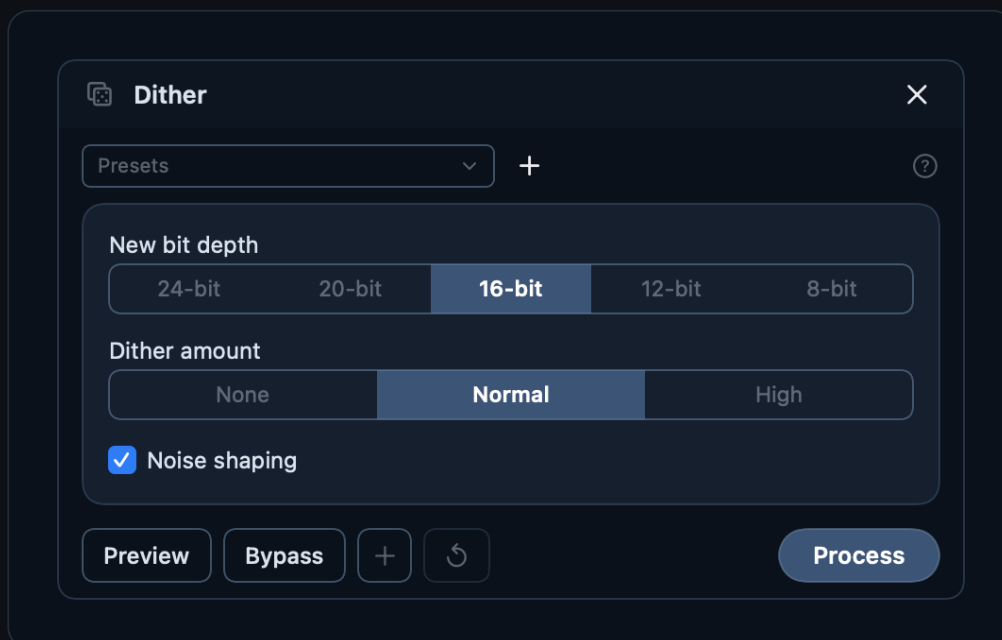 Dither
Presets
New bit depth
24-bit 20-bit 16-bit 12-bit 8-bit
Dither amount
None Normal High
Noise shaping
Preview Bypass Process